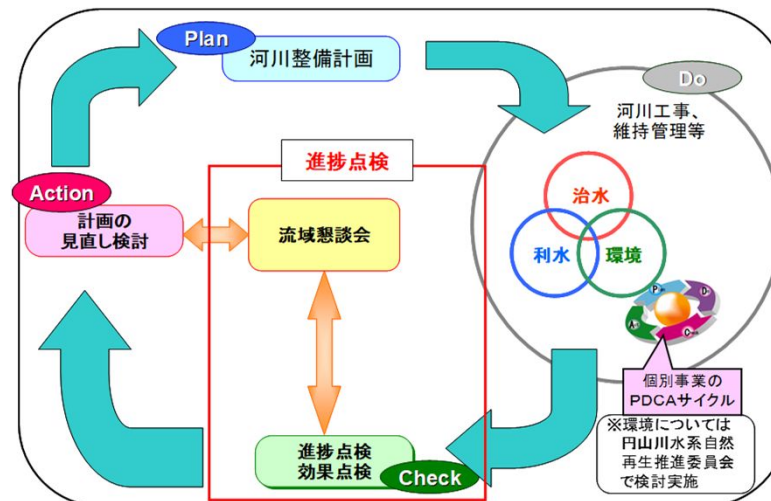 Plan
河川整備計画
Do
河川工事、
維持管理等
進捗点検
Action
計画の
見直し検討
流域懇談会
治水
利水
環境
個別事業の
PDCAサイクル
※環境については
円山川水系自然
再生推進委員会
で検討実施
進捗点検
効果点検
Check